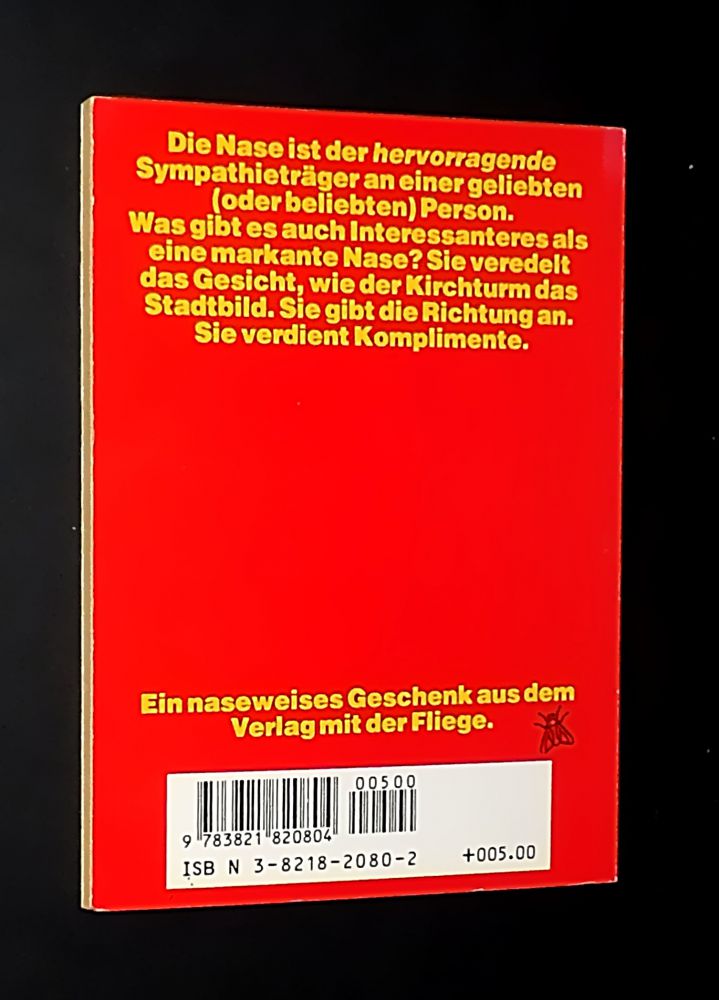 Die Nase ist der hervorragende
Sympathieträger an einer geliebten
(oder beliebten) Person.
Was gibt es auch Interessanteres als
eine markante Nase? Sie veredelt
das Gesicht, wie der Kirchturm das
Stadtbild. Sie gibt die Richtung an.
Sie verdient Komplimente.
Ein naseweises Geschenk aus dem
Verlag mit der Fliege.
00500
9 783821 820804
ISB N 3-8218-2080-2
+005.00